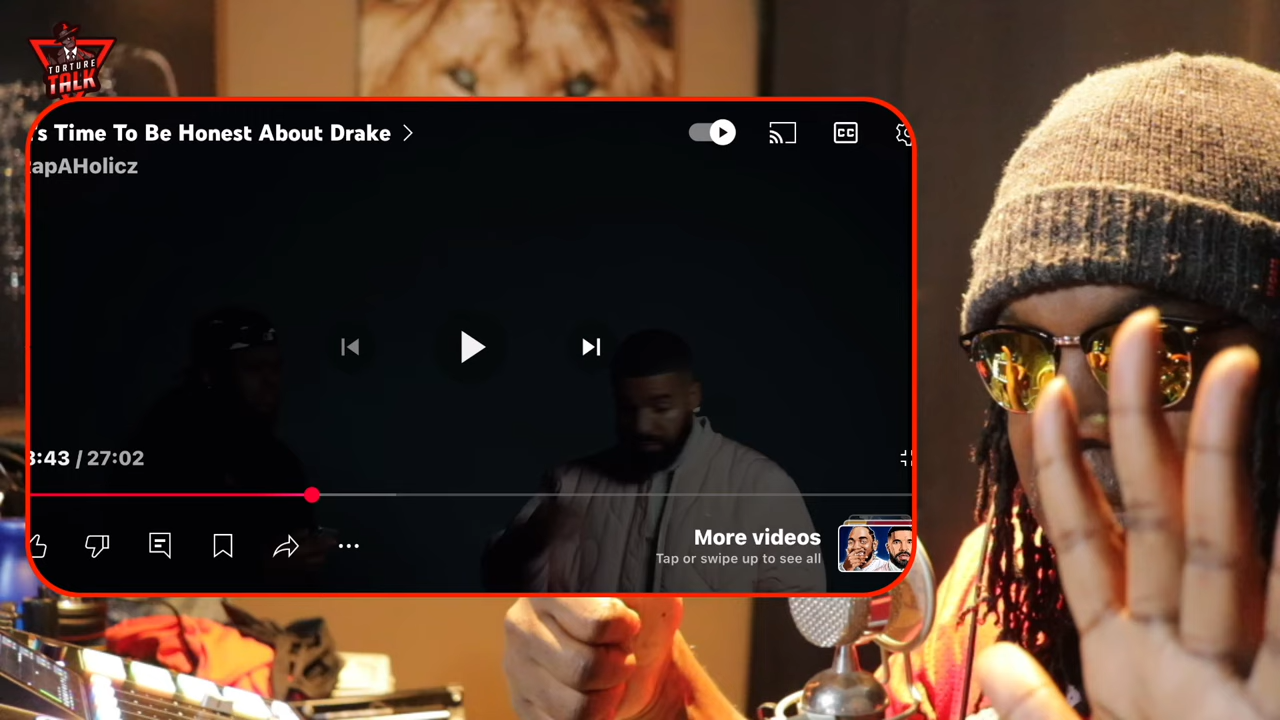 TORTURE
TALK
's Time To Be Honest About Drake
apAHolicz
CC
:43 / 27:02
More videos
Tap or swipe up to see all